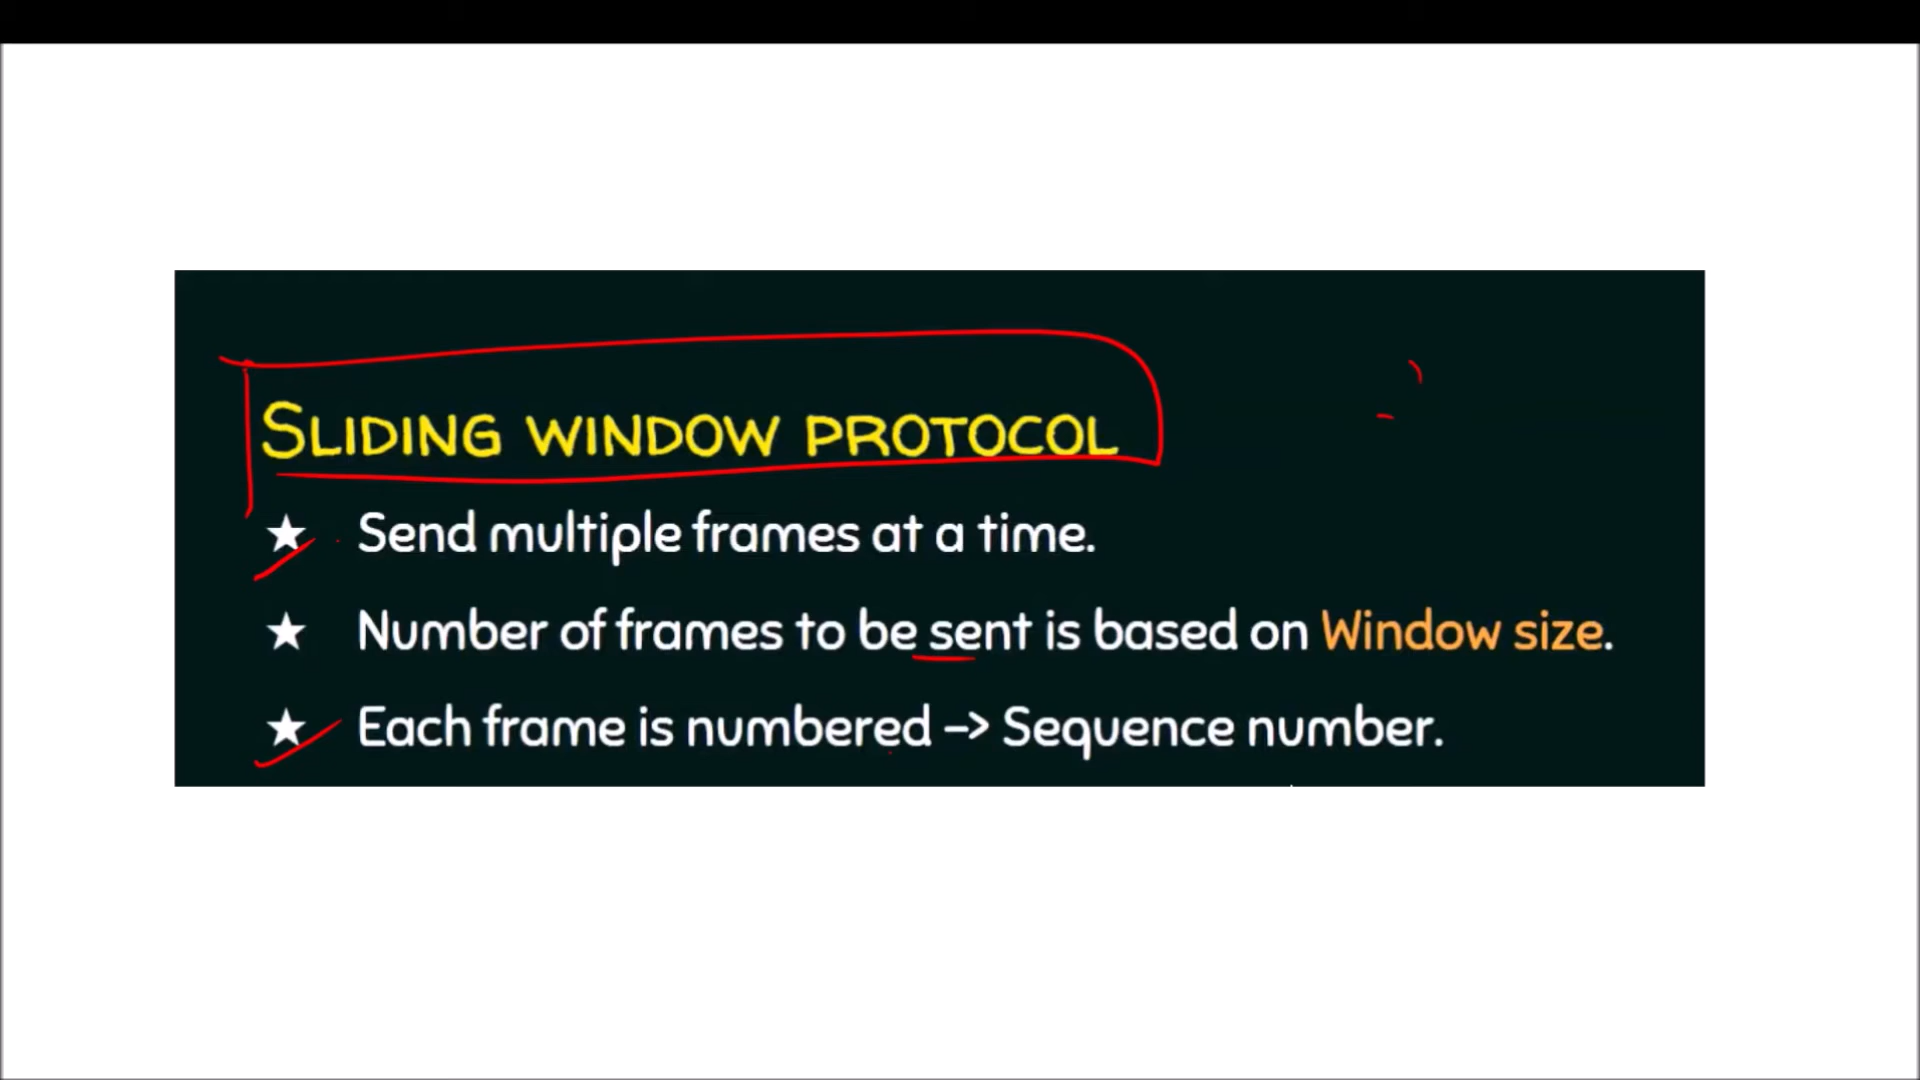 SLIDING WINDOW PROTOCOL
★ Send multiple frames at a time.
★ Number of frames to be sent is based on Window size.
★ Each frame is numbered –> Sequence number.